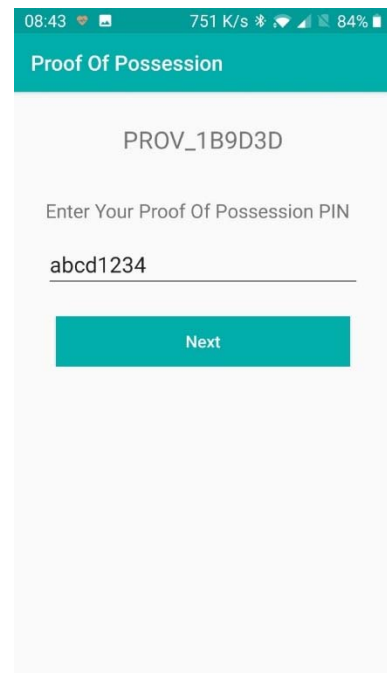 08:43 751 K/s 84%
Proof Of Possession
PROV_1B9D3D
Enter Your Proof Of Possession PIN
abcd1234
Next